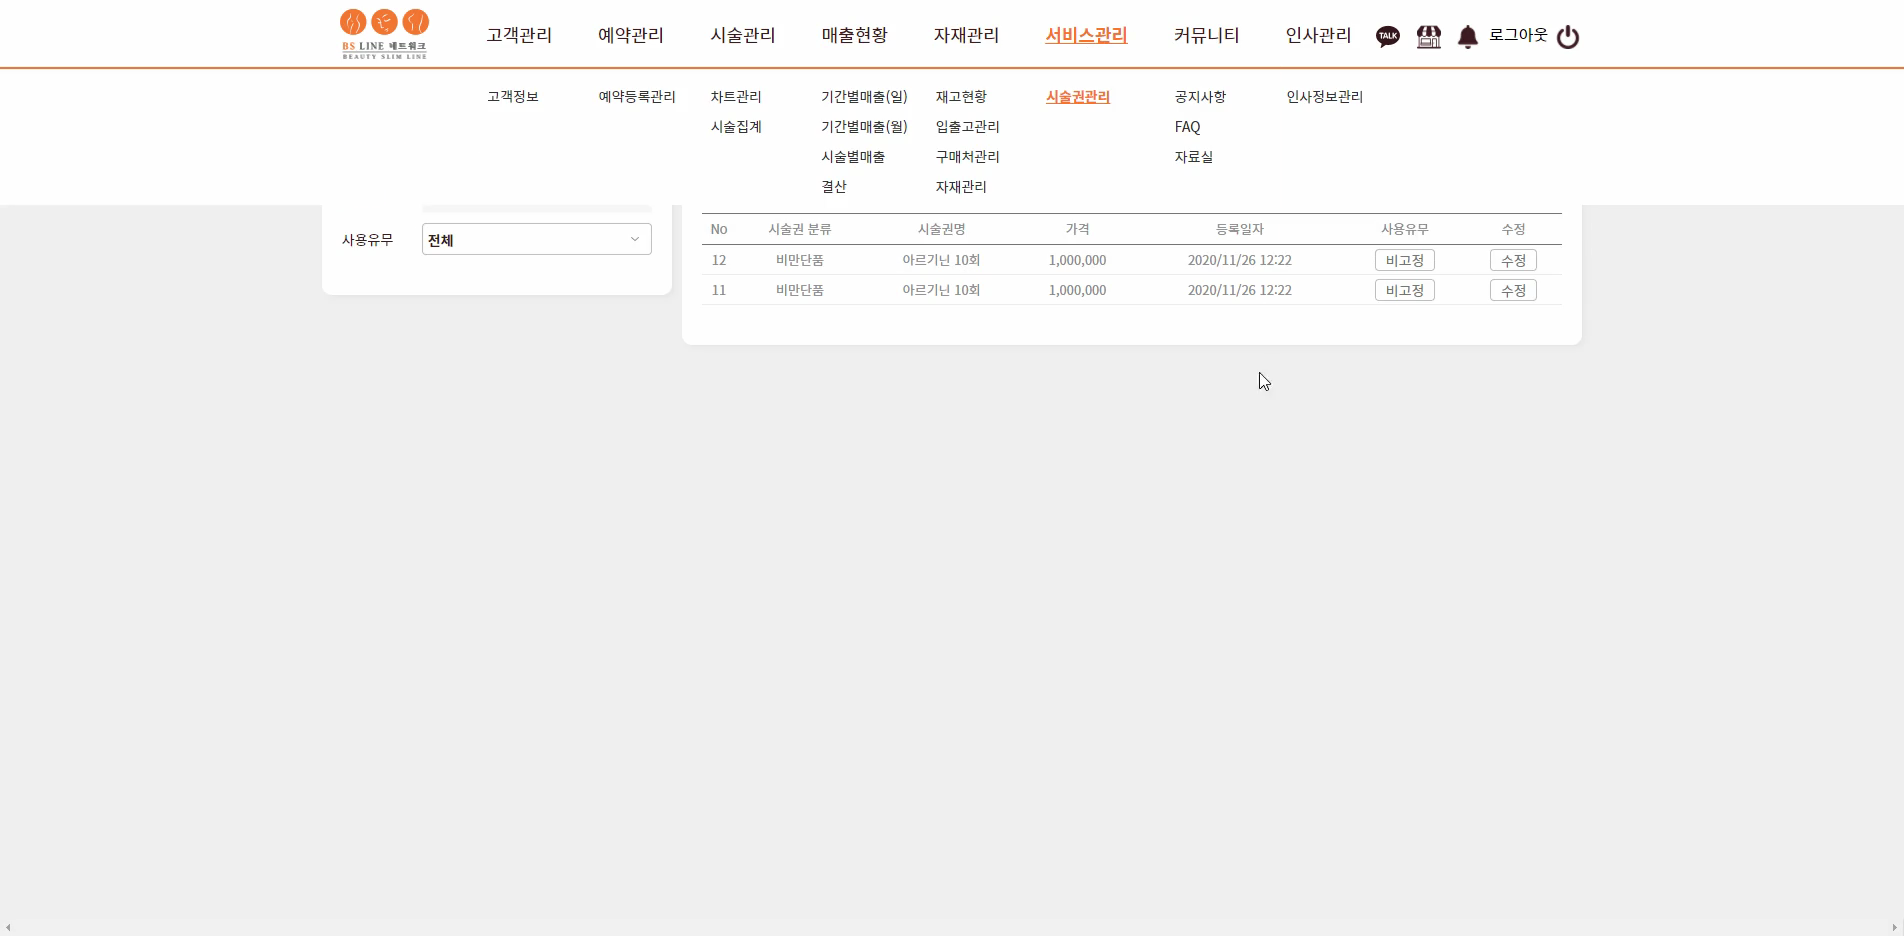 BS LINE 네트워크
BEAUTY SLIM LINE
고객관리 예약관리 시술관리 매출현황 자재관리 서비스관리 커뮤니티 인사관리 TALK 로그아웃
고객정보 예약등록관리 차트관리 기간별매출(일) 재고현황 시술권관리 공지사항 인사정보관리
시술집계 기간별매출(월) 입출고관리 FAQ
시술별매출 구매처관리 자료실
결산 자재관리
사용유무 전체
No 시술권 분류 시술권명 가격 등록일자 사용유무 수정
12 비만단품 아르기닌 10회 1,000,000 2020/11/26 12:22 비고정 수정
11 비만단품 아르기닌 10회 1,000,000 2020/11/26 12:22 비고정 수정